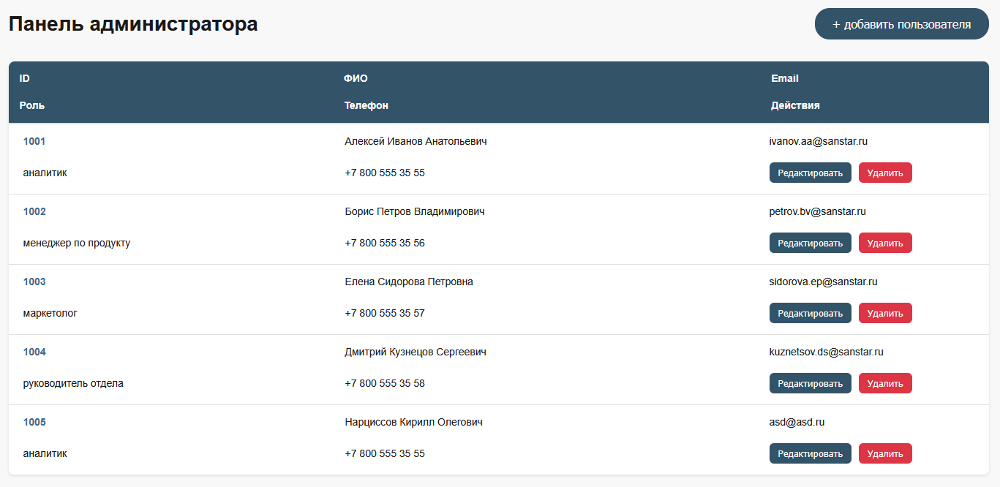 Панель администратора
+ добавить пользователя
ID ФИО Email
Роль Телефон Действия
1001 Алексей Иванов Анатольевич ivanov.aa@sanstar.ru
аналитик +7 800 555 35 55 Редактировать Удалить
1002 Борис Петров Владимирович petrov.bv@sanstar.ru
менеджер по продукту +7 800 555 35 56 Редактировать Удалить
1003 Елена Сидорова Петровна sidorova.ep@sanstar.ru
маркетолог +7 800 555 35 57 Редактировать Удалить
1004 Дмитрий Кузнецов Сергеевич kuznetsov.ds@sanstar.ru
руководитель отдела +7 800 555 35 58 Редактировать Удалить
1005 Нарциссов Кирилл Олегович asd@asd.ru
аналитик +7 800 555 35 55 Редактировать Удалить